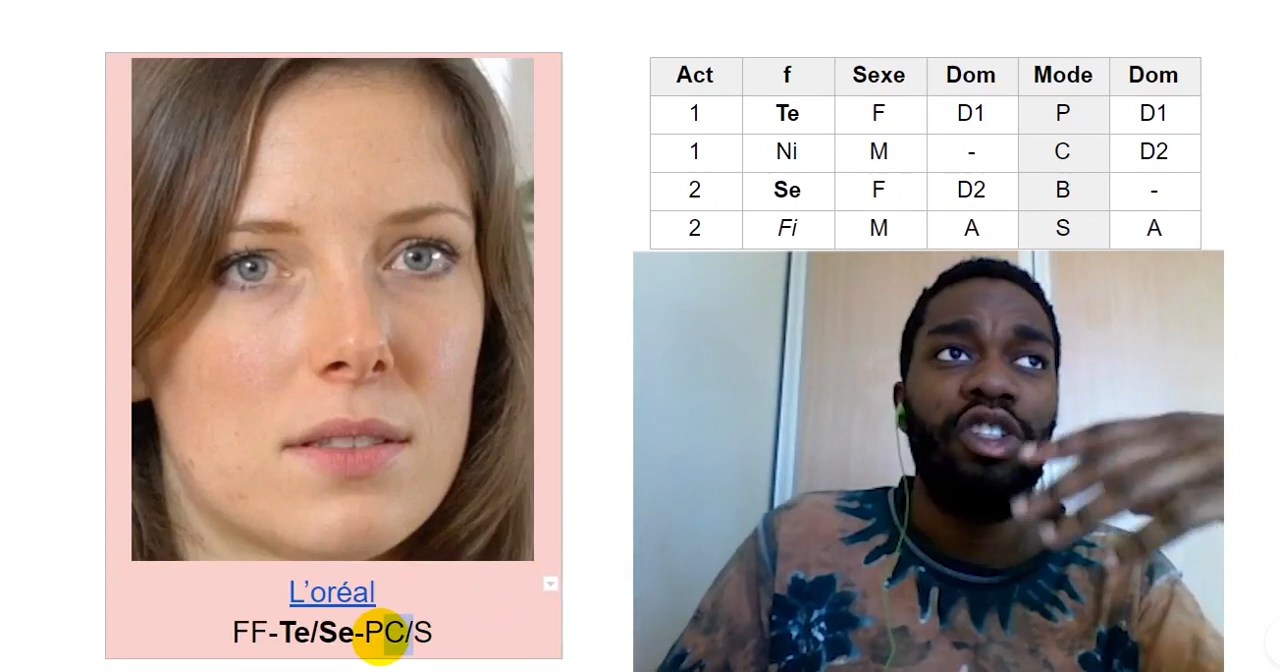 L'oréal
FF-Te/Se-PC/S
Act f Sexe Dom Mode Dom
1 Te F D1 P D1
1 Ni M - C D2
2 Se F D2 B -
2 Fi M A S A